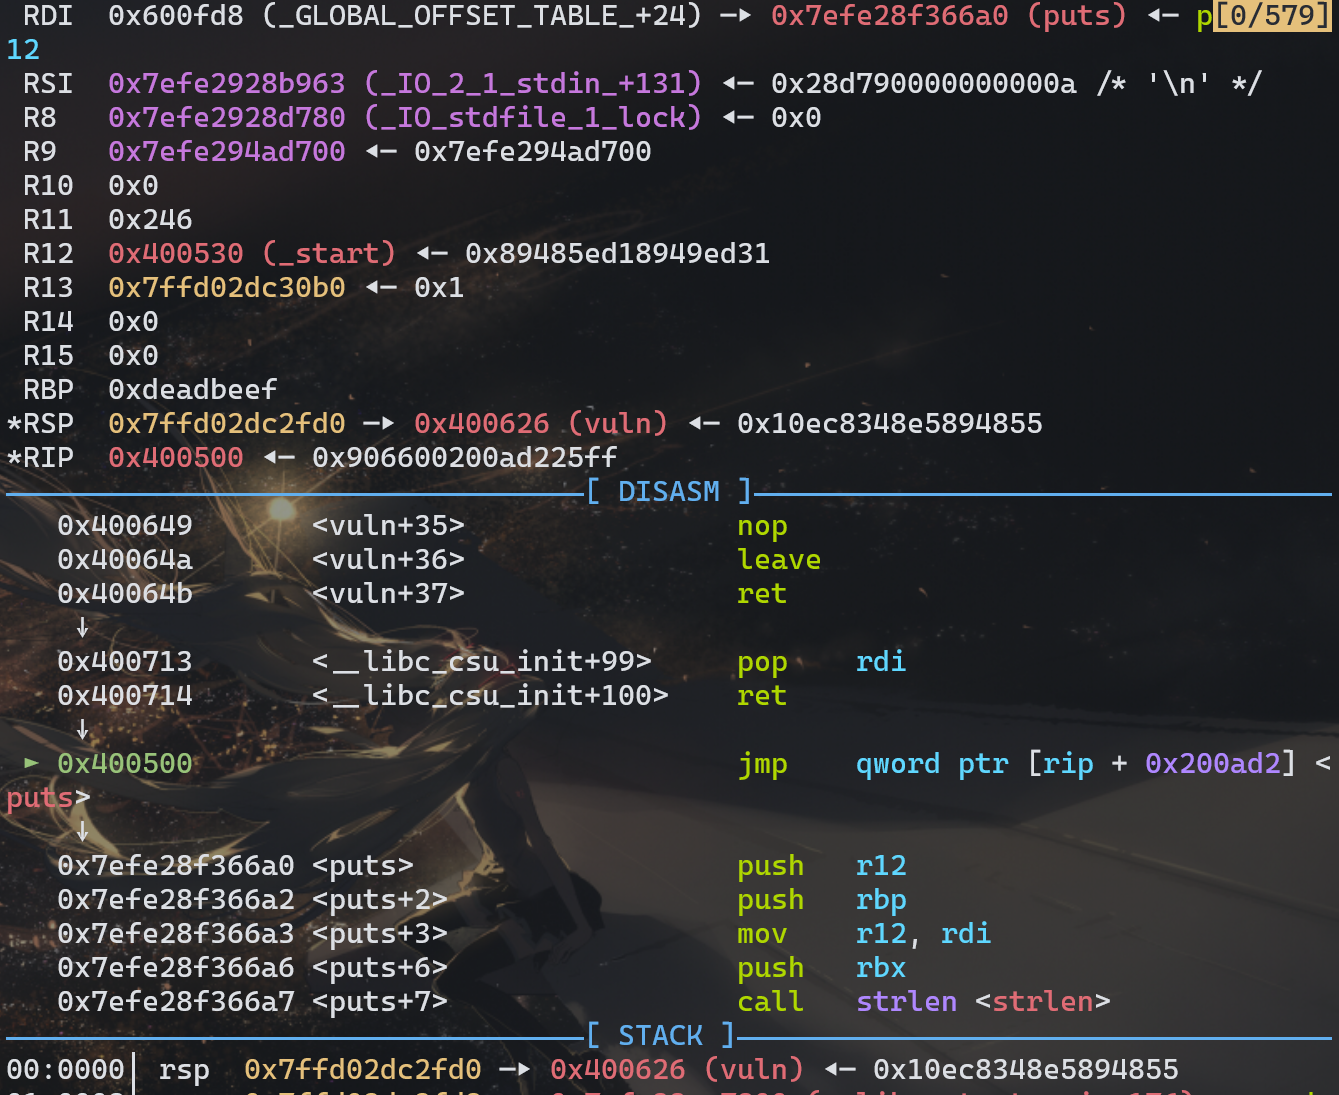 RDI 0x600fd8 (_GLOBAL_OFFSET_TABLE_+24) —▸ 0x7efe28f366a0 (puts) ◂— p[0/579]
12
RSI 0x7efe2928b963 (_IO_2_1_stdin_+131) ◂— 0x28d790000000000a /* '\n' */
R8 0x7efe2928d780 (_IO_stdfile_1_lock) ◂— 0x0
R9 0x7efe294ad700 ◂— 0x7efe294ad700
R10 0x0
R11 0x246
R12 0x400530 (_start) ◂— 0x89485ed18949ed31
R13 0x7ffd02dc30b0 ◂— 0x1
R14 0x0
R15 0x0
RBP 0xdeadbeef
*RSP 0x7ffd02dc2fd0 —▸ 0x400626 (vuln) ◂— 0x10ec8348e5894855
*RIP 0x400500 ◂— 0x906600200ad225ff
[ DISASM ]
0x400649 <vuln+35> nop
0x40064a <vuln+36> leave
0x40064b <vuln+37> ret
↓
0x400713 <__libc_csu_init+99> pop rdi
0x400714 <__libc_csu_init+100> ret
↓
► 0x400500 jmp qword ptr [rip + 0x200ad2] <
puts>
↓
0x7efe28f366a0 <puts> push r12
0x7efe28f366a2 <puts+2> push rbp
0x7efe28f366a3 <puts+3> mov r12, rdi
0x7efe28f366a6 <puts+6> push rbx
0x7efe28f366a7 <puts+7> call strlen <strlen>
[ STACK ]
00:0000│ rsp 0x7ffd02dc2fd0 —▸ 0x400626 (vuln) ◂— 0x10ec8348e5894855